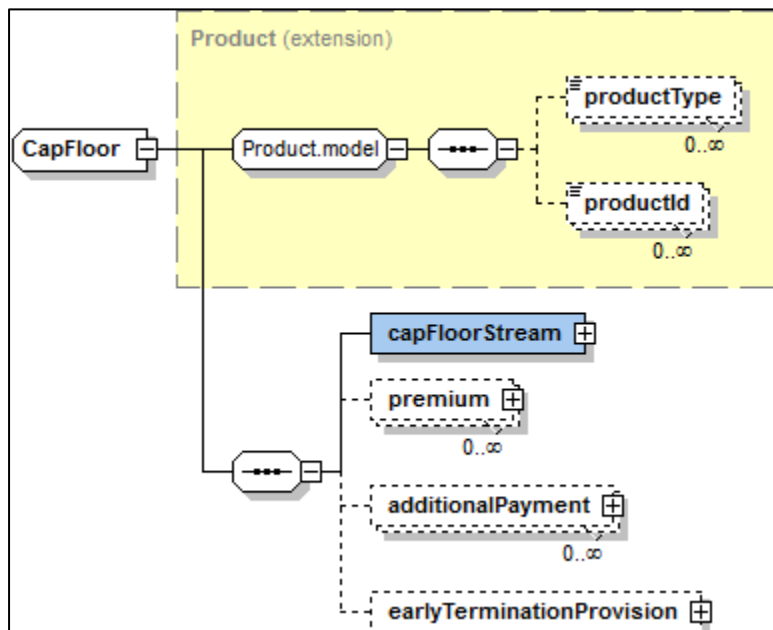 Product (extension)
CapFloor
Product.model
productType
0..∞
productId
0..∞
capFloorStream
premium
0..∞
additionalPayment
0..∞
earlyTerminationProvision